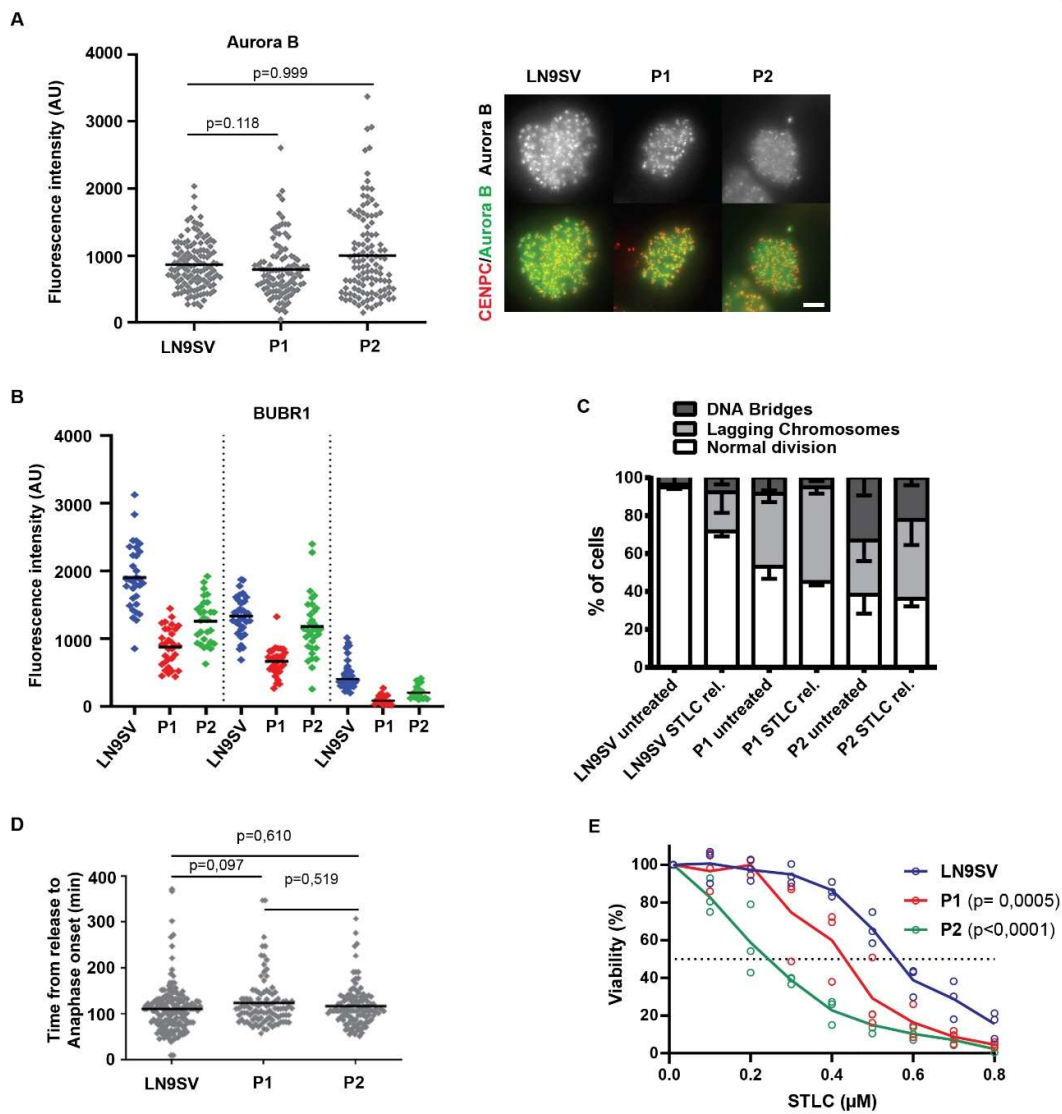 A
Aurora B
Fluorescence intensity (AU)
4000
3000
2000
1000
0
p=0.999
p=0.118
LN9SV P1 P2
LN9SV P1 P2
Aurora B
CENPC/Aurora B
B
BUBR1
Fluorescence intensity (AU)
4000
3000
2000
1000
0
LN9SV P1 P2 LN9SV P1 P2 LN9SV P1 P2
C
DNA Bridges
Lagging Chromosomes
Normal division
% of cells
100
80
60
40
20
0
LN9SV untreated
LN9SV STLC rel.
P1 untreated
P1 STLC rel.
P2 untreated
P2 STLC rel.
D
Time from release to
Anaphase onset (min)
400
300
200
100
0
p=0,610
p=0,097
p=0,519
LN9SV P1 P2
E
Viability (%)
100
80
60
40
20
0
LN9SV
P1 (p= 0,0005)
P2 (p<0,0001)
0.0 0.2 0.4 0.6 0.8
STLC (µM)